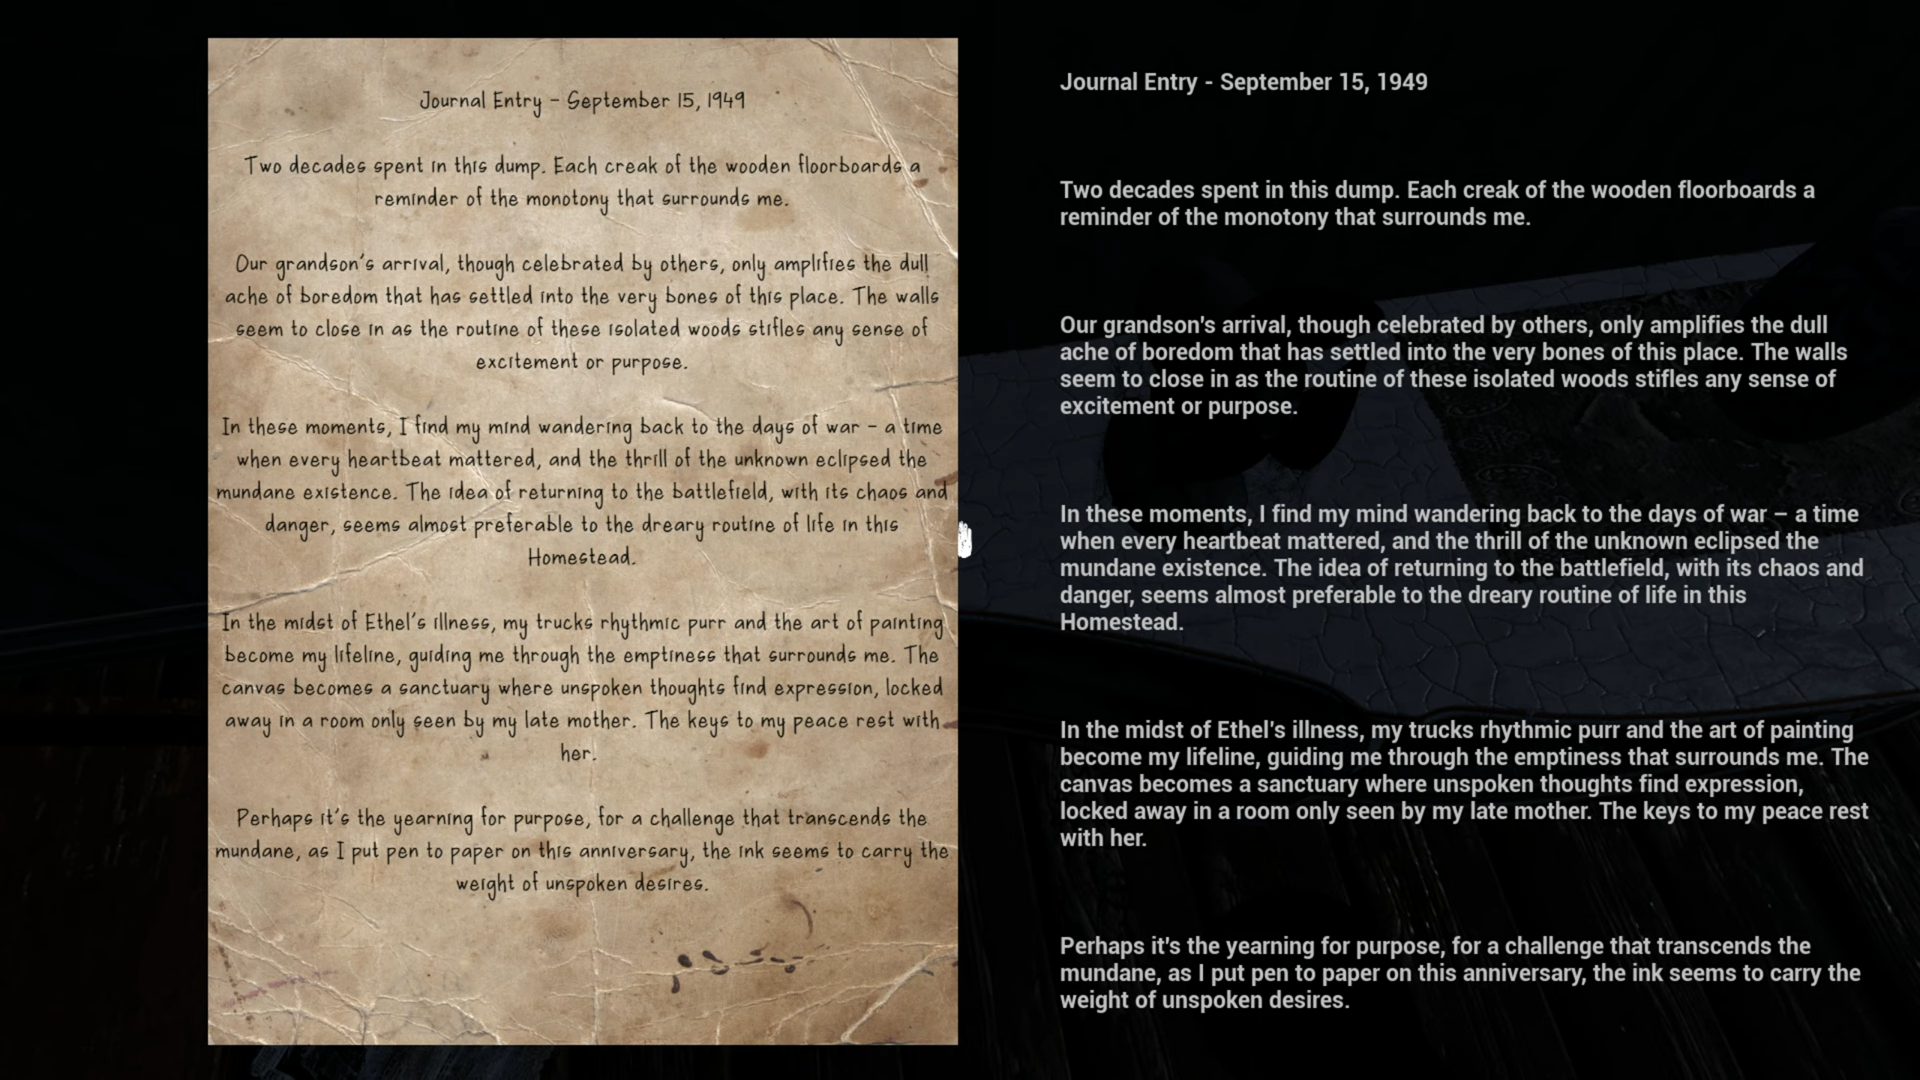 Journal Entry - September 15, 1949
Two decades spent in this dump. Each creak of the wooden floorboards a
reminder of the monotony that surrounds me.
Our grandson's arrival, though celebrated by others, only amplifies the dull
ache of boredom that has settled into the very bones of this place. The walls
seem to close in as the routine of these isolated woods stifles any sense of
excitement or purpose.
In these moments, I find my mind wandering back to the days of war – a time
when every heartbeat mattered, and the thrill of the unknown eclipsed the
mundane existence. The idea of returning to the battlefield, with its chaos and
danger, seems almost preferable to the dreary routine of life in this
Homestead.
In the midst of Ethel's illness, my trucks rhythmic purr and the art of painting
become my lifeline, guiding me through the emptiness that surrounds me. The
canvas becomes a sanctuary where unspoken thoughts find expression, locked
away in a room only seen by my late mother. The keys to my peace rest with
her.
Perhaps it's the yearning for purpose, for a challenge that transcends the
mundane, as I put pen to paper on this anniversary, the ink seems to carry the
weight of unspoken desires.
Journal Entry - September 15, 1949
Two decades spent in this dump. Each creak of the wooden floorboards a
reminder of the monotony that surrounds me.
Our grandson's arrival, though celebrated by others, only amplifies the dull
ache of boredom that has settled into the very bones of this place. The walls
seem to close in as the routine of these isolated woods stifles any sense of
excitement or purpose.
In these moments, I find my mind wandering back to the days of war – a time
when every heartbeat mattered, and the thrill of the unknown eclipsed the
mundane existence. The idea of returning to the battlefield, with its chaos and
danger, seems almost preferable to the dreary routine of life in this
Homestead.
In the midst of Ethel's illness, my trucks rhythmic purr and the art of painting
become my lifeline, guiding me through the emptiness that surrounds me. The
canvas becomes a sanctuary where unspoken thoughts find expression,
locked away in a room only seen by my late mother. The keys to my peace rest
with her.
Perhaps it's the yearning for purpose, for a challenge that transcends the
mundane, as I put pen to paper on this anniversary, the ink seems to carry the
weight of unspoken desires.